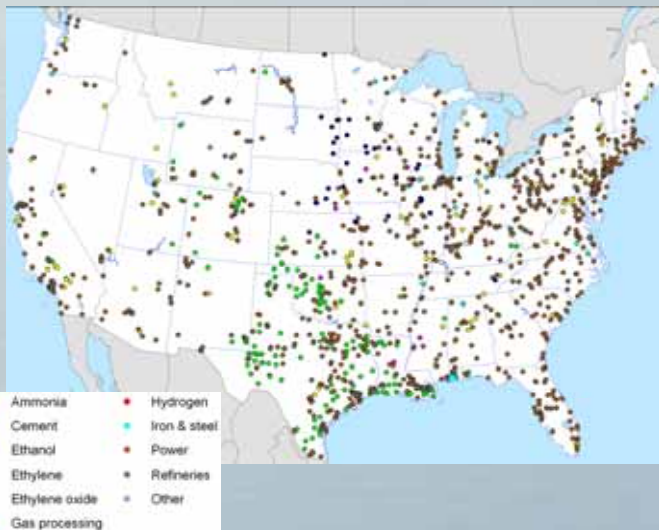 Ammonia
Hydrogen
Cement
Iron & steel
Ethanol
Power
Ethylene
Refineries
Ethylene oxide
Other
Gas processing